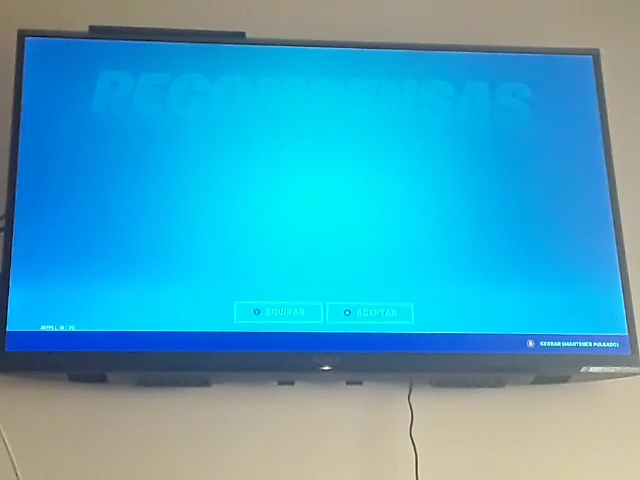 RECOMPENSAS
EQUIPAR
ACEPTAR
CERRAR (MANTENER PULSADO)